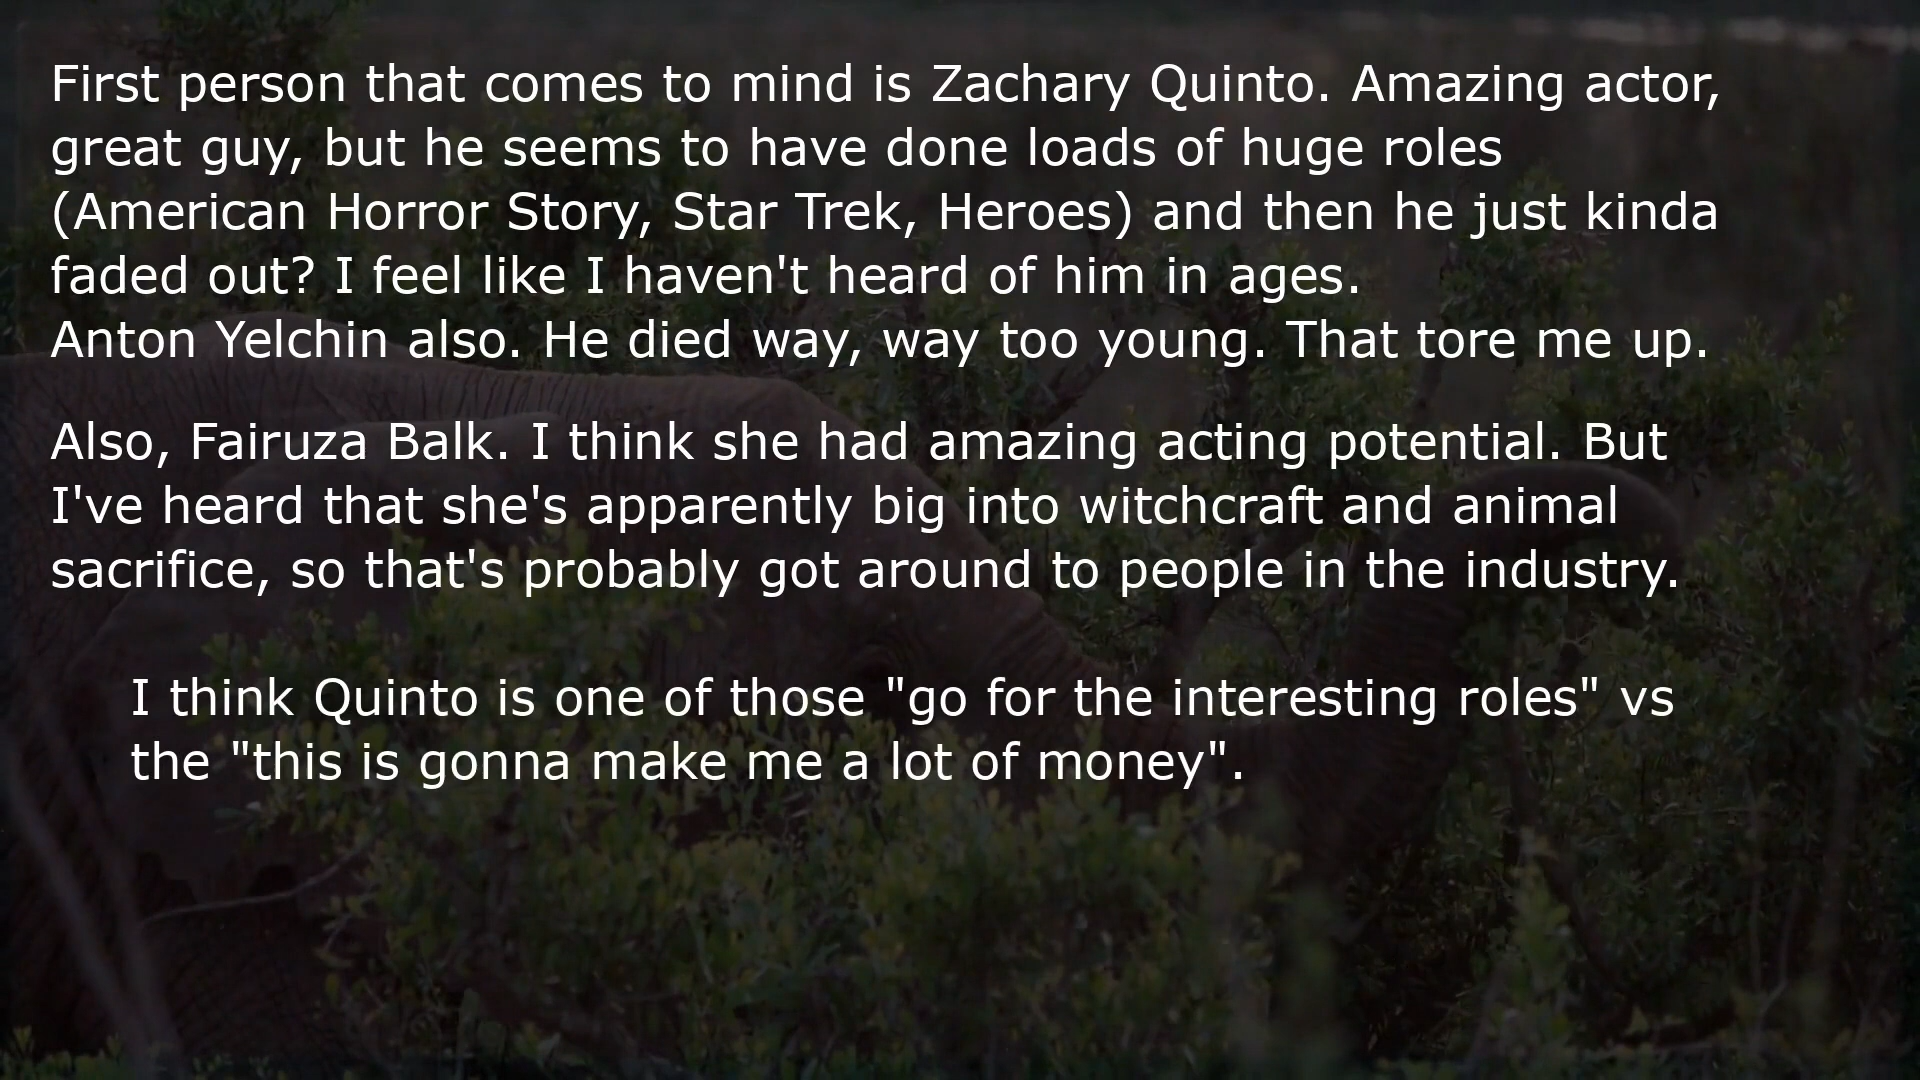 First person that comes to mind is Zachary Quinto. Amazing actor,
great guy, but he seems to have done loads of huge roles
(American Horror Story, Star Trek, Heroes) and then he just kinda
faded out? I feel like I haven't heard of him in ages.
Anton Yelchin also. He died way, way too young. That tore me up.
Also, Fairuza Balk. I think she had amazing acting potential. But
I've heard that she's apparently big into witchcraft and animal
sacrifice, so that's probably got around to people in the industry.
I think Quinto is one of those "go for the interesting roles" vs
the "this is gonna make me a lot of money".